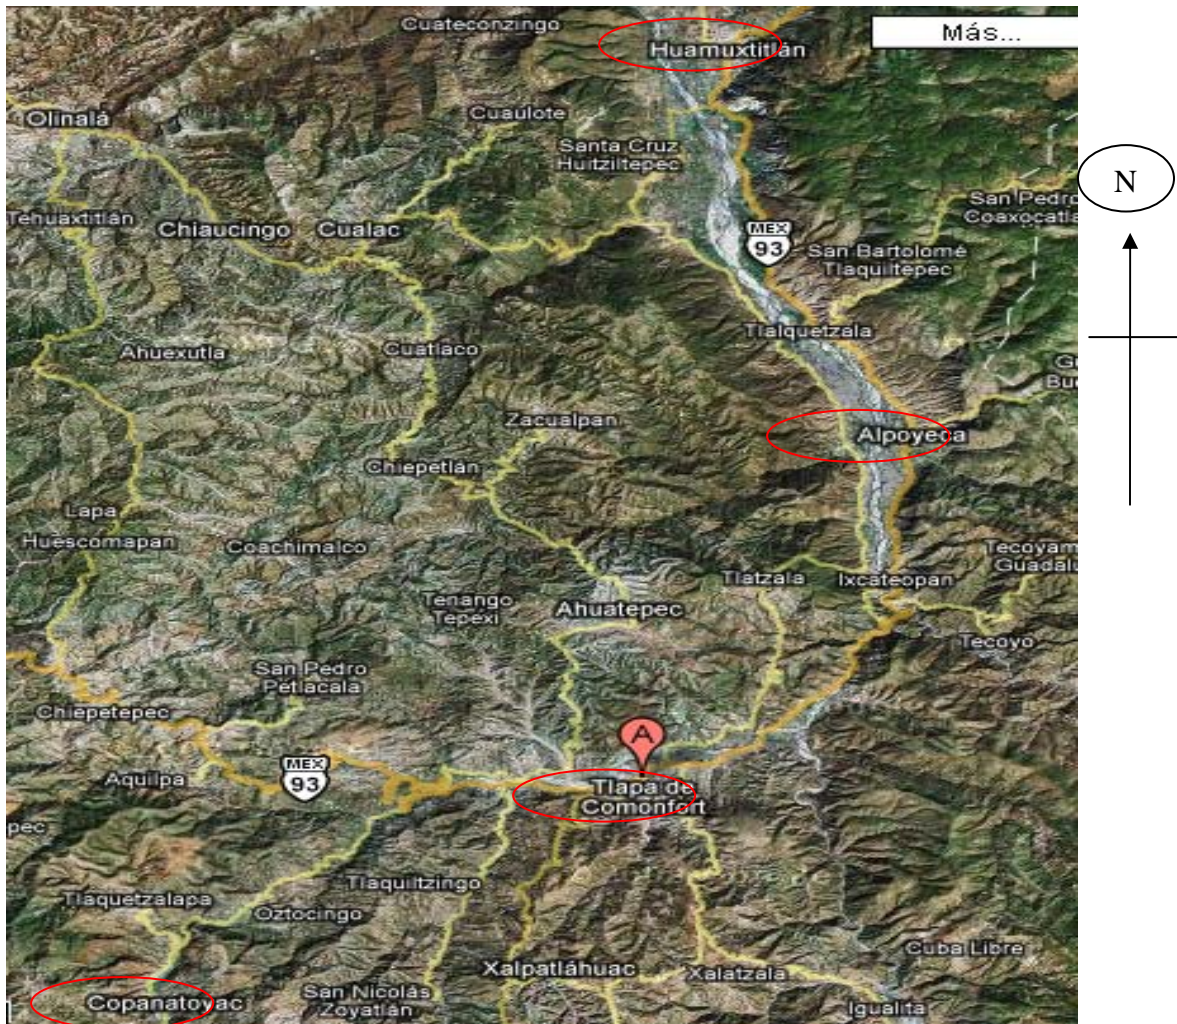 Cuateconzingo
Huamuxtitlán
Más...
Olinalá
Cuaulote
Santa Cruz
Huitziltepec
N
San Pedro
Tehuaxtitlán
Chiaucingo
Cualac
MEX
93
San Bartolomé
Tlaquiltepec
Tlalquetzala
Ahuexutla
Cuatlaco
Zacualpan
Alpoyeca
Chiepetlán
Lapa
Huescomapan
Coachimalco
Tlatzala
Ixcateopan
Tenango
Tepexi
Ahuatepec
Tecoyo
San Pedro
Petlacala
Chiepetepec
A
Aquilpa
MEX
93
Tlapa de
Comonfort
pec
Tlaquetzalapa
Tlaquiltzingo
Oztocingo
Cuba Libre
Xalpatláhuac
Xalatzala
Copanatoyac
San Nicolás
Zoyatlán
Igualita